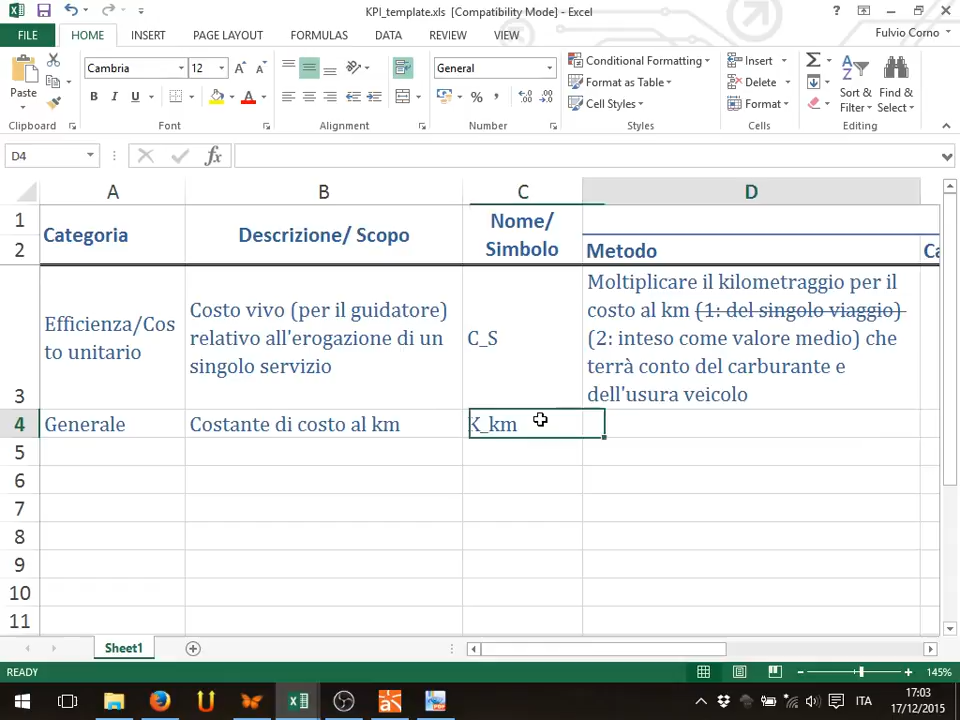 KPI_template.xls [Compatibility Mode] - Excel
?
FILE HOME INSERT PAGE LAYOUT FORMULAS DATA REVIEW VIEW
Fulvio Corno
Paste
Cambria 12
B I U
General
%
Conditional Formatting
Format as Table
Cell Styles
Insert
Delete
Format
Sort & Filter
Find & Select
Clipboard Font Alignment Number Styles Cells Editing
D4 fx
A B C D
1
2
Categoria
Descrizione/ Scopo
Nome/
Simbolo
Metodo
Ca
3
Efficienza/Cos
to unitario
Costo vivo (per il guidatore)
relativo all'erogazione di un
singolo servizio
C_S
Moltiplicare il kilometraggio per il
costo al km (1: del singolo viaggio)
(2: inteso come valore medio) che
terrà conto del carburante e
dell'usura veicolo
4 Generale Costante di costo al km K_km
5
6
7
8
9
10
11
Sheet1
READY 145%
ITA
17:03
17/12/2015